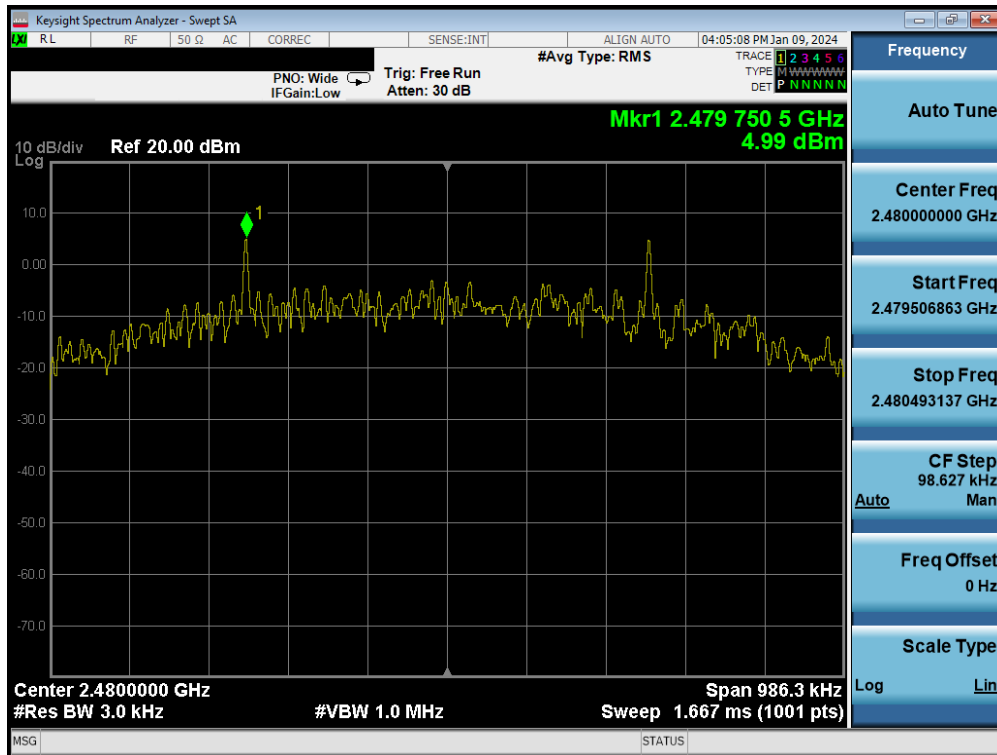 Keysight Spectrum Analyzer - Swept SA
LXI RL RF 50 Ω AC CORREC SENSE:INT ALIGN AUTO 04:05:08 PM Jan 09, 2024
PNO: Wide
IFGain:Low
Trig: Free Run
Atten: 30 dB
#Avg Type: RMS
TRACE 1 2 3 4 5 6
TYPE M WWWWW
DET P N N N N N
Mkr1 2.479 750 5 GHz
4.99 dBm
10 dB/div Ref 20.00 dBm
Log
1
10.0
0.00
-10.0
-20.0
-30.0
-40.0
-50.0
-60.0
-70.0
Center 2.4800000 GHz Span 986.3 kHz
#Res BW 3.0 kHz #VBW 1.0 MHz Sweep 1.667 ms (1001 pts)
MSG STATUS
Frequency
Auto Tune
Center Freq
2.480000000 GHz
Start Freq
2.479506863 GHz
Stop Freq
2.480493137 GHz
CF Step
98.627 kHz
Auto Man
Freq Offset
0 Hz
Scale Type
Log Lin